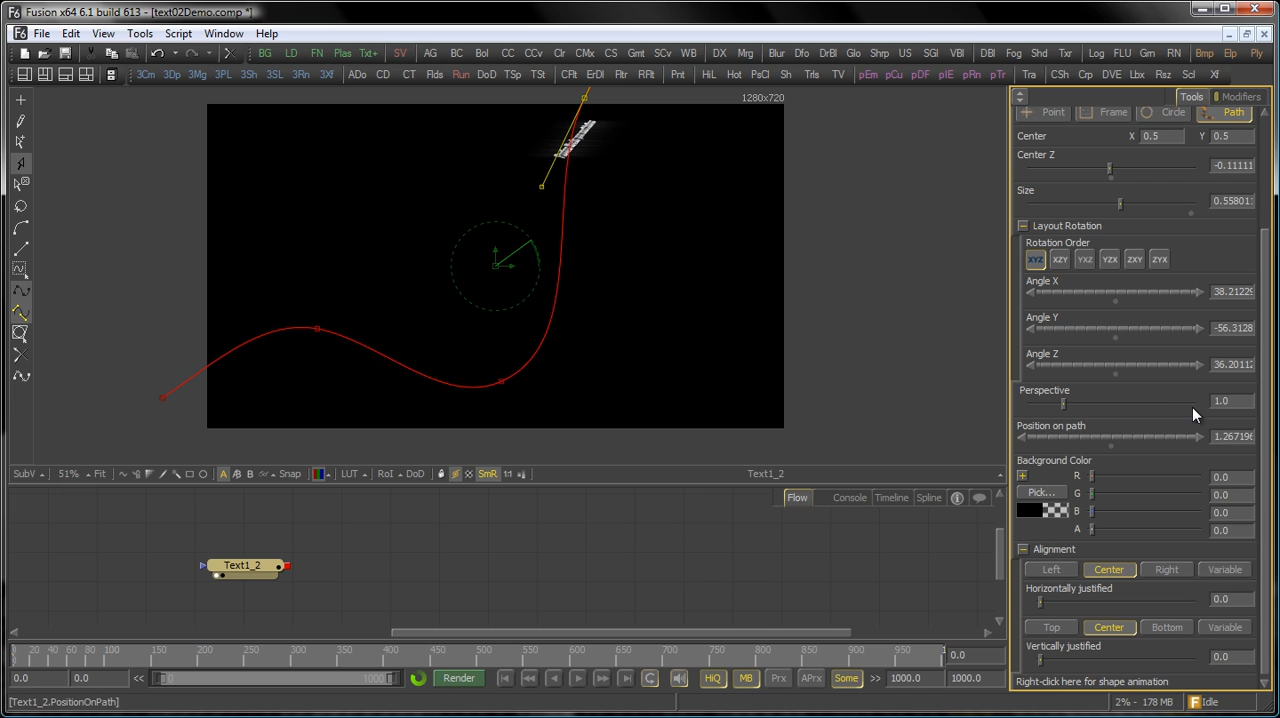 Fusion x64 6.1 build 613 - [text02Demo.comp *]
File Edit View Tools Script Window Help
BG LD FN Plas Txt+ SV AG BC Bol CC CCv Clr CMx CS Gmt SCv WB DX Mrg Blur Dfo DrBl Glo Shrp US SGl VBl DBl Fog Shd Txr Log FLU Grn RN Bmp Elp Ply
3Cm 3Dp 3Mg 3PL 3Sh 3SL 3Rn 3Xf ADo CD CT Flds Run DoD TSp TSt CFlt ErDl Fltr RFlt Pnt HiL Hot PsCl Sh Trls TV pEm pCu pDF pIE pRn pTr Tra CSh Crp DVE Lbx Rsz Scl Xf
1280x720
Tools Modifiers
Point Frame Circle Path
Center X 0.5 Y 0.5
Center Z
-0.11111
Size
0.55801
Layout Rotation
Rotation Order
XYZ XZY YXZ YZX ZXY ZYX
Angle X
38.21229
Angle Y
-56.3128
Angle Z
36.20112
Perspective
1.0
Position on path
1.267196
Background Color
R 0.0
Pick... G 0.0
B 0.0
A 0.0
Alignment
Left Center Right Variable
Horizontally justified
0.0
Top Center Bottom Variable
Vertically justified
0.0
Right-click here for shape animation
SubV 51% Fit A B Snap LUT RoI DoD SmR 1:1 Text1_2
Flow Console Timeline Spline
Text1_2
0 20 40 60 80 100 150 200 250 300 350 400 450 500 550 600 650 700 750 800 850 900 950 1 0.0
0.0 0.0 << 0 1000 Render HiQ MB Prx APrx Some >> 1000.0 1000.0
[Text1_2.PositionOnPath] 2% - 178 MB Idle